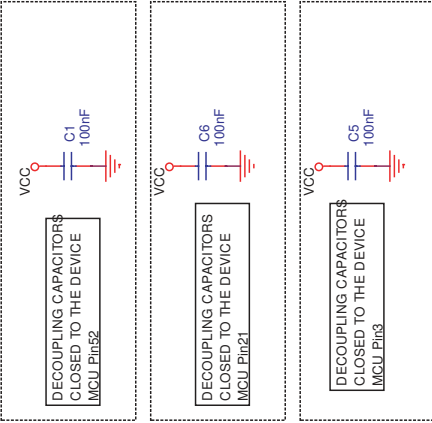 VCC
C1
100nF
DECOUPLING CAPACITORS
CLOSED TO THE DEVICE
MCU Pin52
VCC
C6
100nF
DECOUPLING CAPACITORS
CLOSED TO THE DEVICE
MCU Pin21
VCC
C5
100nF
DECOUPLING CAPACITORS
CLOSED TO THE DEVICE
MCU Pin3